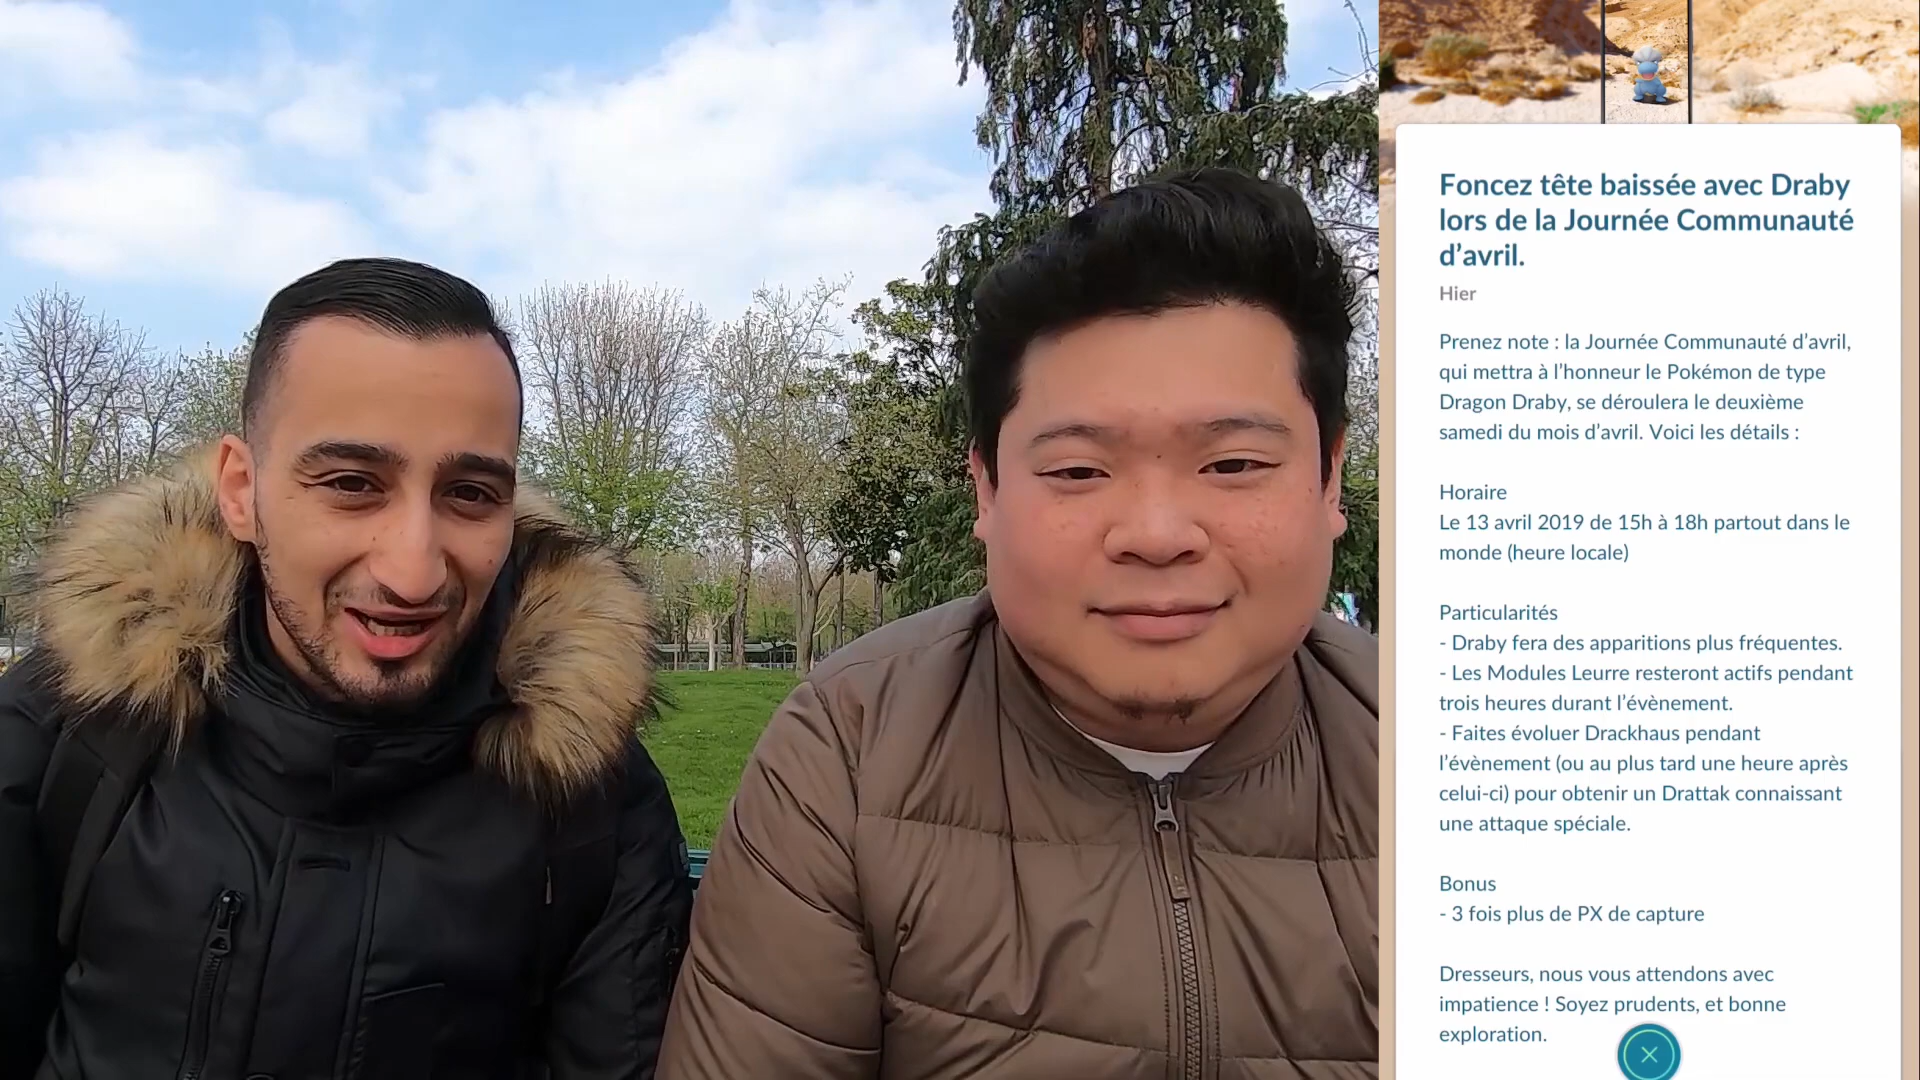 Foncez tête baissée avec Draby
lors de la Journée Communauté
d’avril.
Hier
Prenez note : la Journée Communauté d’avril,
qui mettra à l’honneur le Pokémon de type
Dragon Draby, se déroulera le deuxième
samedi du mois d’avril. Voici les détails :
Horaire
Le 13 avril 2019 de 15h à 18h partout dans le
monde (heure locale)
Particularités
- Draby fera des apparitions plus fréquentes.
- Les Modules Leurre resteront actifs pendant
trois heures durant l’évènement.
- Faites évoluer Drackhaus pendant
l’évènement (ou au plus tard une heure après
celui-ci) pour obtenir un Drattak connaissant
une attaque spéciale.
Bonus
- 3 fois plus de PX de capture
Dresseurs, nous vous attendons avec
impatience ! Soyez prudents, et bonne
exploration.